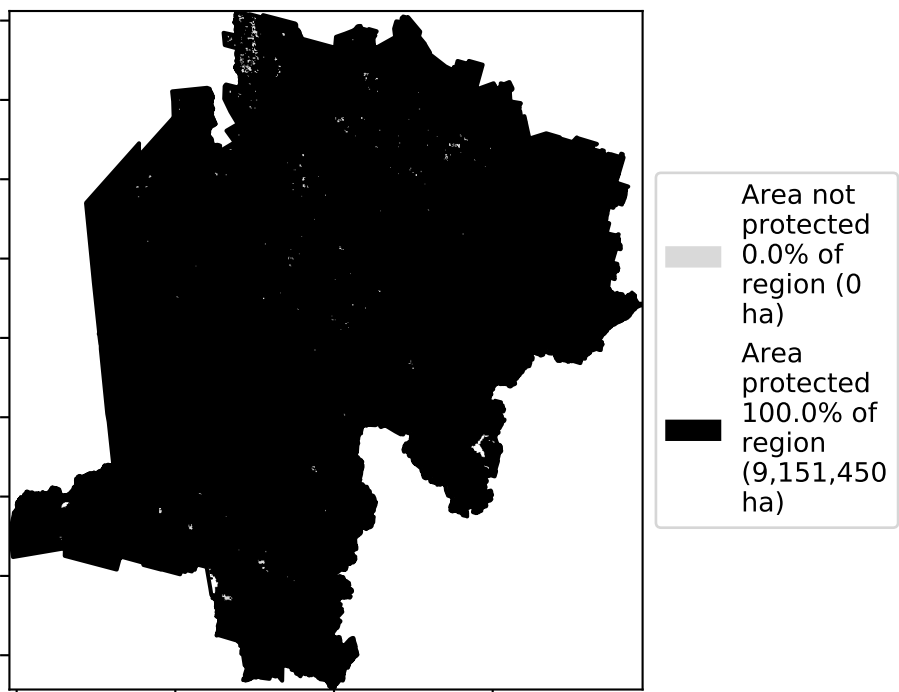 Area not
protected
0.0% of
region (0
ha)
Area
protected
100.0% of
region
(9,151,450
ha)